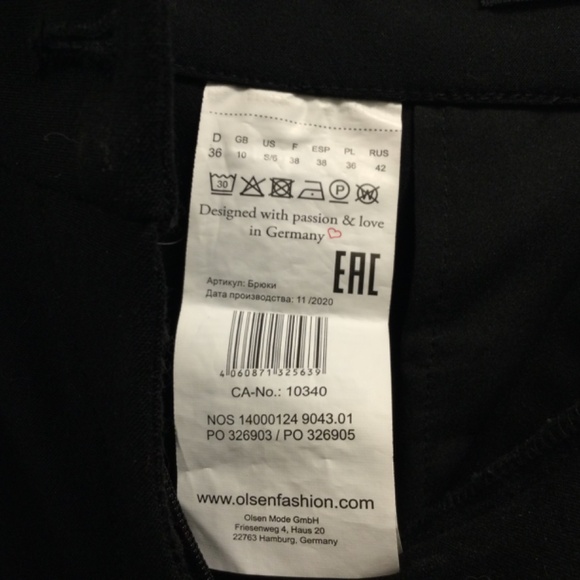 D GB US F ESP PL RUS
36 10 S/6 38 38 36 42
30 P W
Designed with passion & love
in Germany
EAC
Артикул: Брюки
Дата производства: 11/2020
4 060871 325639
CA-No.: 10340
NOS 14000124 9043.01
PO 326903 / PO 326905
www.olsenfashion.com
Olsen Mode GmbH
Friesenweg 4, Haus 20
22763 Hamburg, Germany